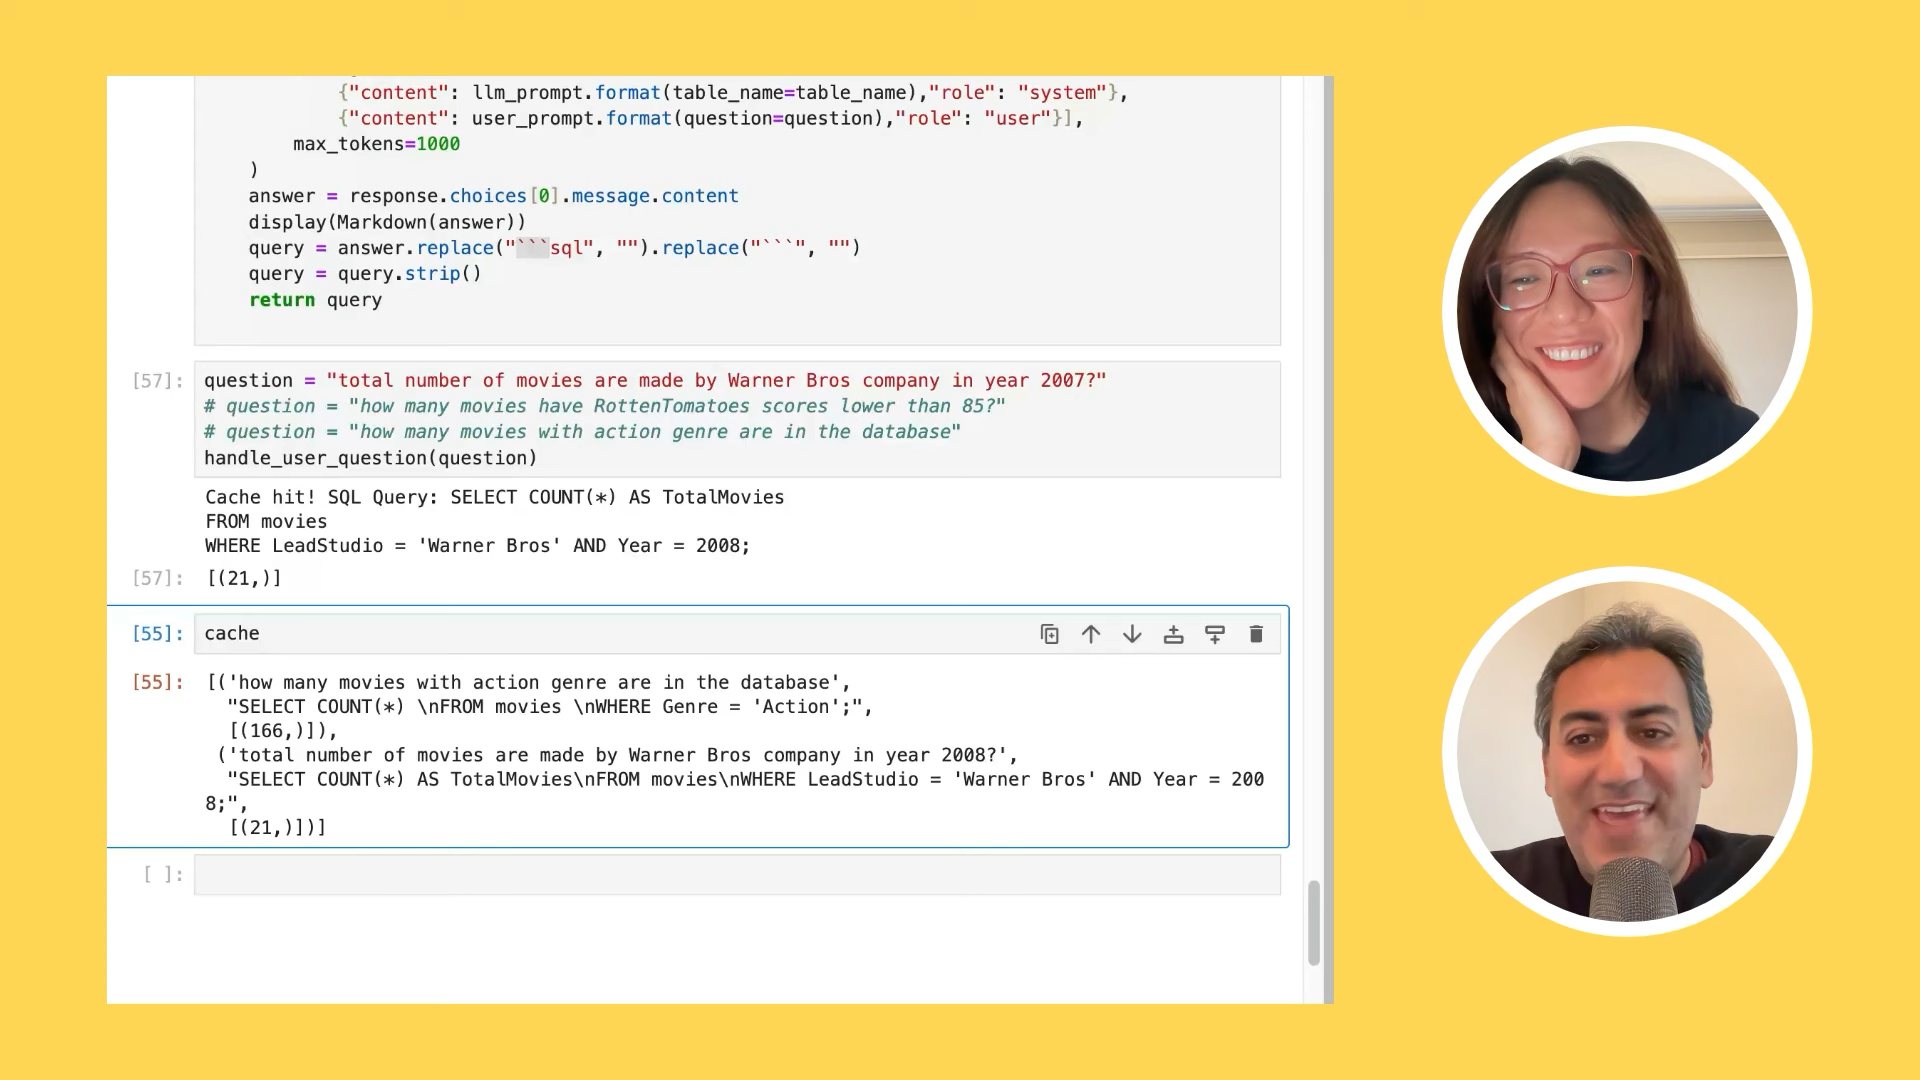 {"content": llm_prompt.format(table_name=table_name),"role": "system"},
{"content": user_prompt.format(question=question),"role": "user"}],
max_tokens=1000
)
answer = response.choices[0].message.content
display(Markdown(answer))
query = answer.replace("```sql", "").replace("```", "")
query = query.strip()
return query
[57]: question = "total number of movies are made by Warner Bros company in year 2007?"
# question = "how many movies have RottenTomatoes scores lower than 85?"
# question = "how many movies with action genre are in the database"
handle_user_question(question)
Cache hit! SQL Query: SELECT COUNT(*) AS TotalMovies
FROM movies
WHERE LeadStudio = 'Warner Bros' AND Year = 2008;
[57]: [(21,)]
[55]: cache
[55]: [('how many movies with action genre are in the database',
"SELECT COUNT(*) \nFROM movies \nWHERE Genre = 'Action';",
[(166,)]),
('total number of movies are made by Warner Bros company in year 2008?',
"SELECT COUNT(*) AS TotalMovies\nFROM movies\nWHERE LeadStudio = 'Warner Bros' AND Year = 200
8;",
[(21,)])]
[ ]: